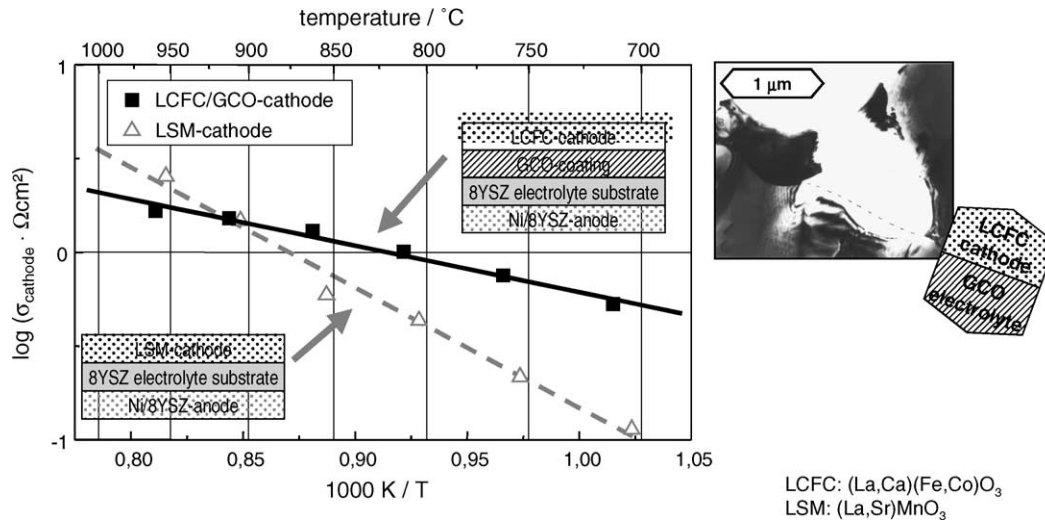 temperature / °C
1000 950 900 850 800 750 700
1
0
-1
log (σcathode · Ωcm²)
LCFC/GCO-cathode
LSM-cathode
LCFC-cathode
GCO-coating
8YSZ electrolyte substrate
Ni/8YSZ-anode
LSM-cathode
8YSZ electrolyte substrate
Ni/8YSZ-anode
0,80 0,85 0,90 0,95 1,00 1,05
1000 K / T
1 µm
LCFC
cathode
GCO
electrolyte
LCFC: (La,Ca)(Fe,Co)O₃
LSM: (La,Sr)MnO₃